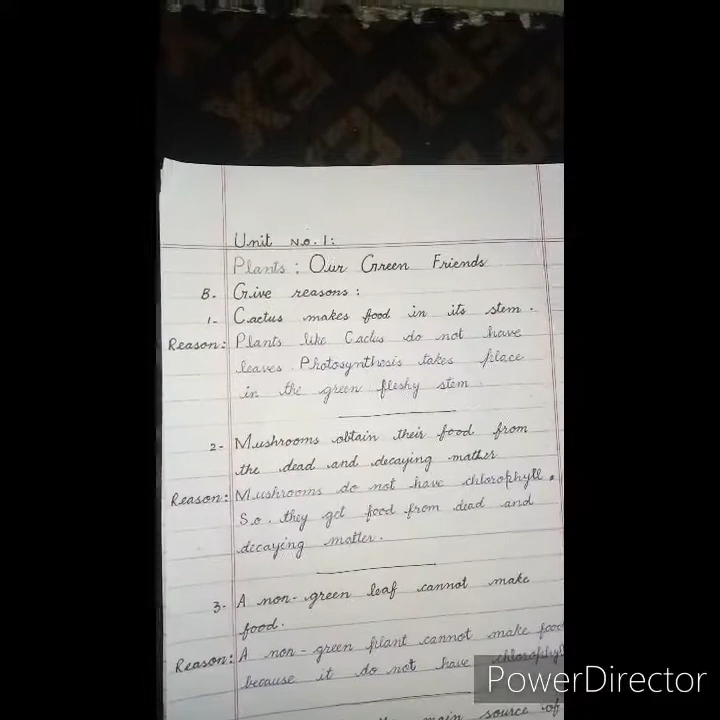 Unit N.o. 1:
Plants: Our Green Friends
B. Give reasons:
1- Cactus makes food in its stem.
Reason: Plants like Cactus do not have
leaves. Photosynthesis takes place
in the green fleshy stem.
2- Mushrooms obtain their food from
the dead and decaying matter
Reason: Mushrooms do not have chlorophyll.
So. they get food from dead and
decaying matter.
3- A non-green leaf cannot make
food.
Reason: A non-green plant cannot make food
because it do not have chlorophyll
main source of
PowerDirector